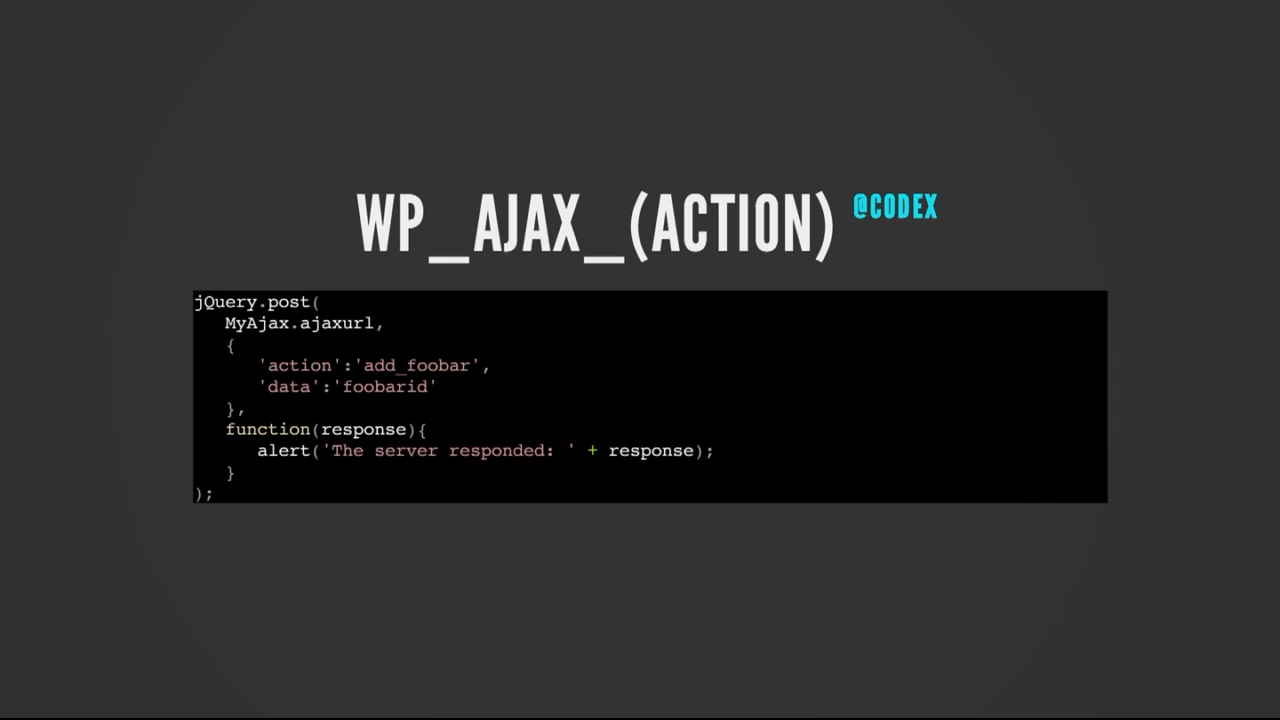 WP_AJAX_(ACTION) @CODEX
jQuery.post(
   MyAjax.ajaxurl,
   {
      'action':'add_foobar',
      'data':'foobarid'
   },
   function(response){
      alert('The server responded: ' + response);
   }
);